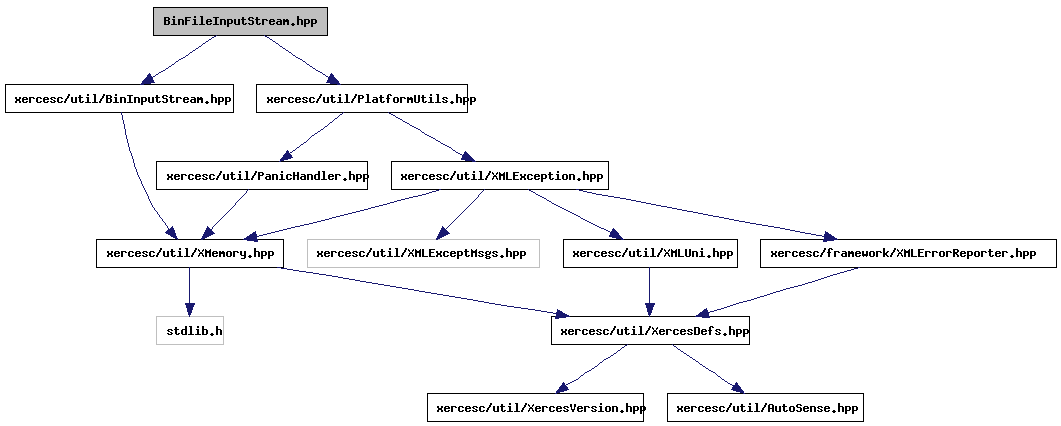 BinFileInputStream.hpp
xercesc/util/BinInputStream.hpp
xercesc/util/PlatformUtils.hpp
xercesc/util/PanicHandler.hpp
xercesc/util/XMLException.hpp
xercesc/util/XMemory.hpp
xercesc/util/XMLExceptMsgs.hpp
xercesc/util/XMLUni.hpp
xercesc/framework/XMLErrorReporter.hpp
stdlib.h
xercesc/util/XercesDefs.hpp
xercesc/util/XercesVersion.hpp
xercesc/util/AutoSense.hpp